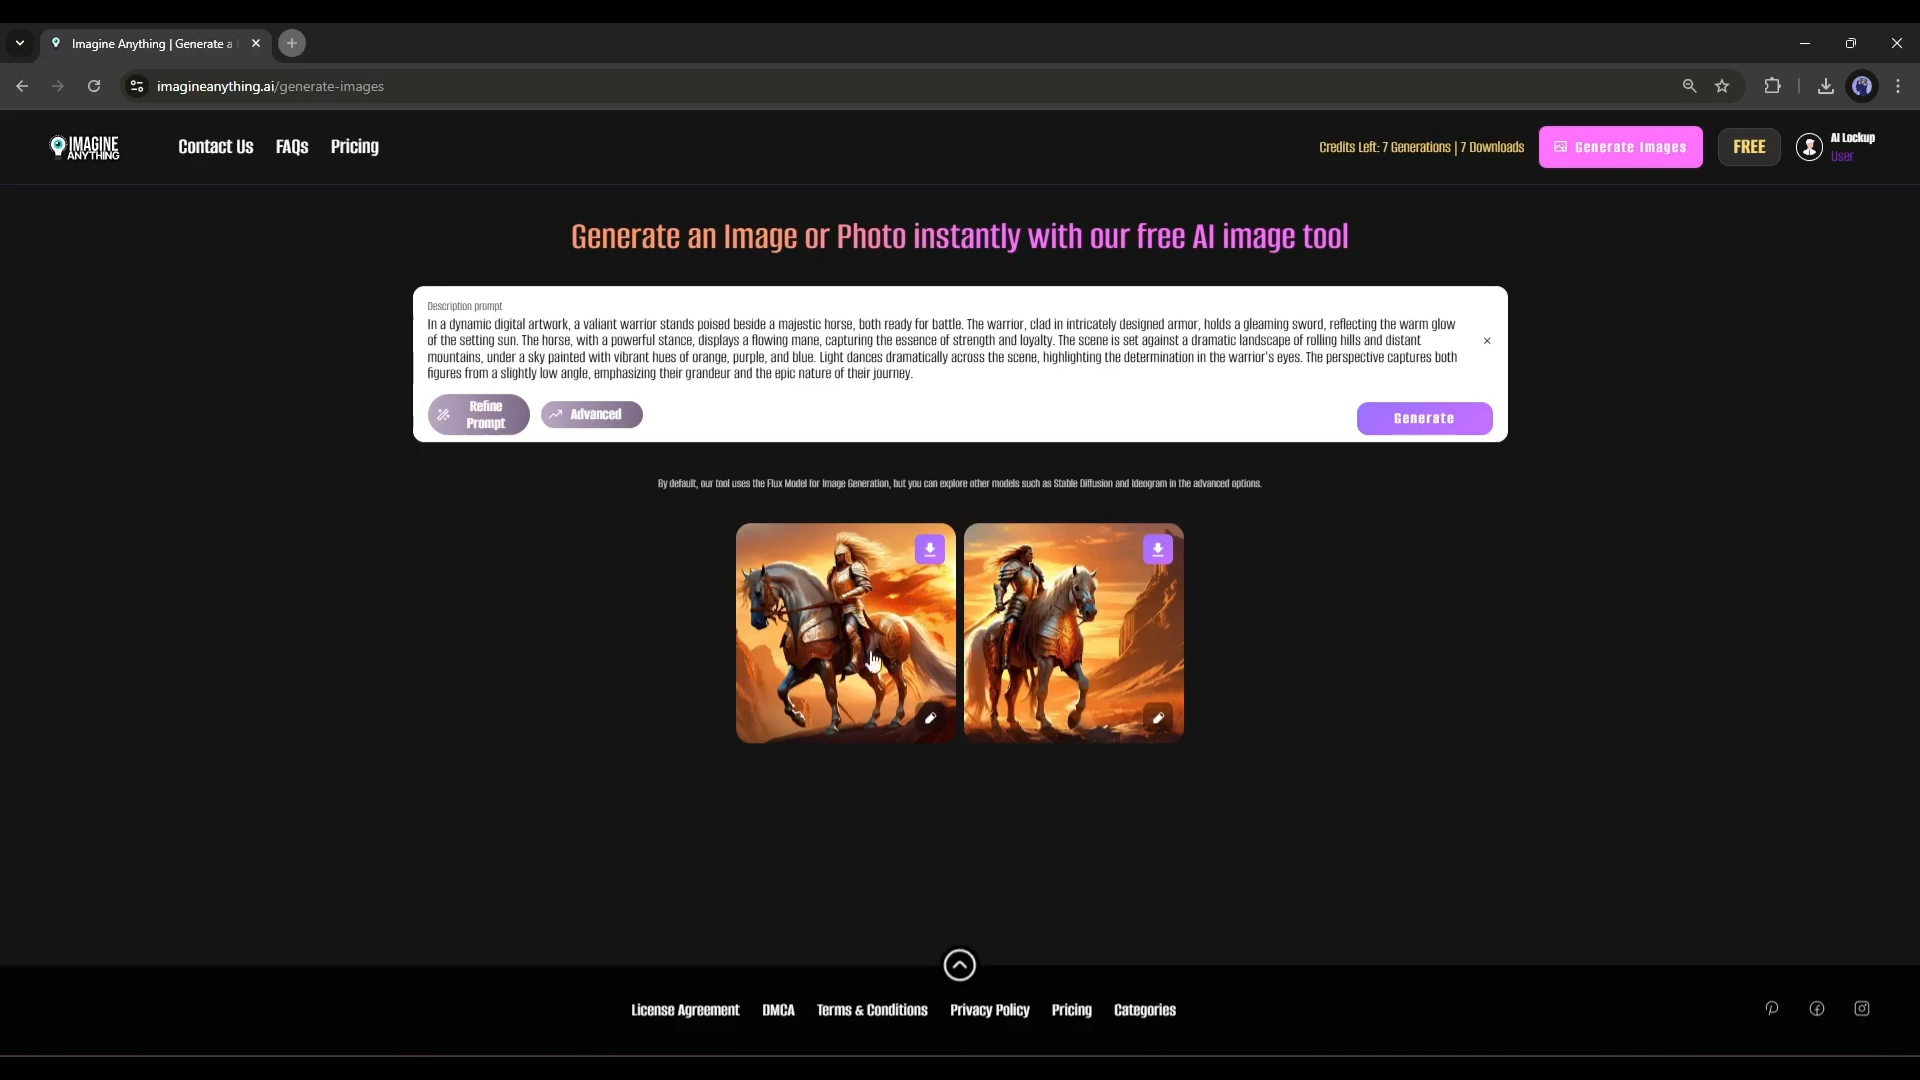 Imagine Anything | Generate a
imagineanything.ai/generate-images
IMAGINE
ANYTHING
Contact Us FAQs Pricing
Credits Left: 7 Generations | 7 Downloads
Generate Images
FREE
AI Lockup
User
Generate an Image or Photo instantly with our free AI image tool
Description prompt
In a dynamic digital artwork, a valiant warrior stands poised beside a majestic horse, both ready for battle. The warrior, clad in intricately designed armor, holds a gleaming sword, reflecting the warm glow
of the setting sun. The horse, with a powerful stance, displays a flowing mane, capturing the essence of strength and loyalty. The scene is set against a dramatic landscape of rolling hills and distant
mountains, under a sky painted with vibrant hues of orange, purple, and blue. Light dances dramatically across the scene, highlighting the determination in the warrior's eyes. The perspective captures both
figures from a slightly low angle, emphasizing their grandeur and the epic nature of their journey.
Refine
Prompt
Advanced
Generate
By default, our tool uses the Flux Model for Image Generation, but you can explore other models such as Stable Diffusion and Ideogram in the advanced options.
License Agreement DMCA Terms & Conditions Privacy Policy Pricing Categories